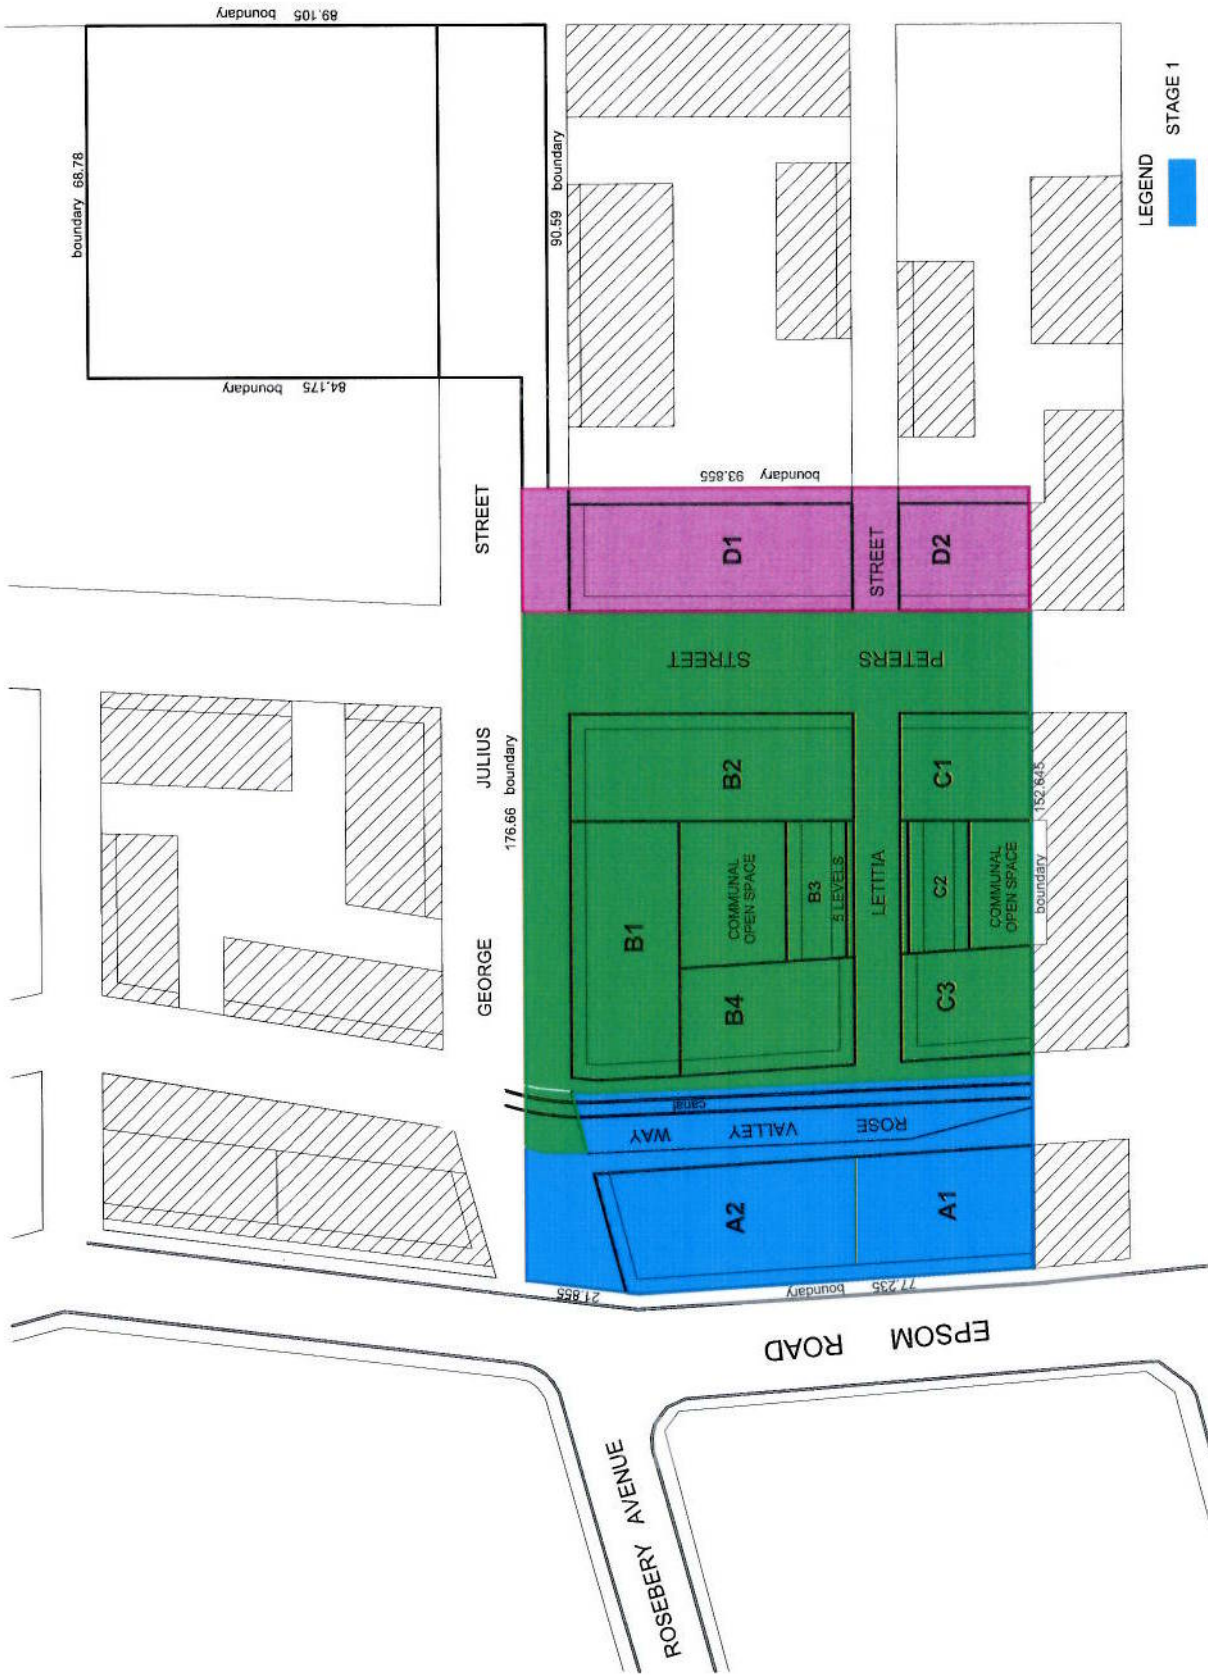 89.105 boundary
boundary 68.78
84.175 boundary
90.59 boundary
LEGEND
STAGE 1
93.855 boundary
STREET
JULIUS
GEORGE
176.66 boundary
D1
STREET
D2
STREET
PETERS
B2
C1
B1
COMMUNAL
OPEN SPACE
B3
5 LEVELS
LETITIA
C2
COMMUNAL
OPEN SPACE
152.645
boundary
B4
C3
canal
WAY
VALLEY
ROSE
A2
A1
21.855
77.235 boundary
EPSOM
ROAD
ROSEBERY AVENUE